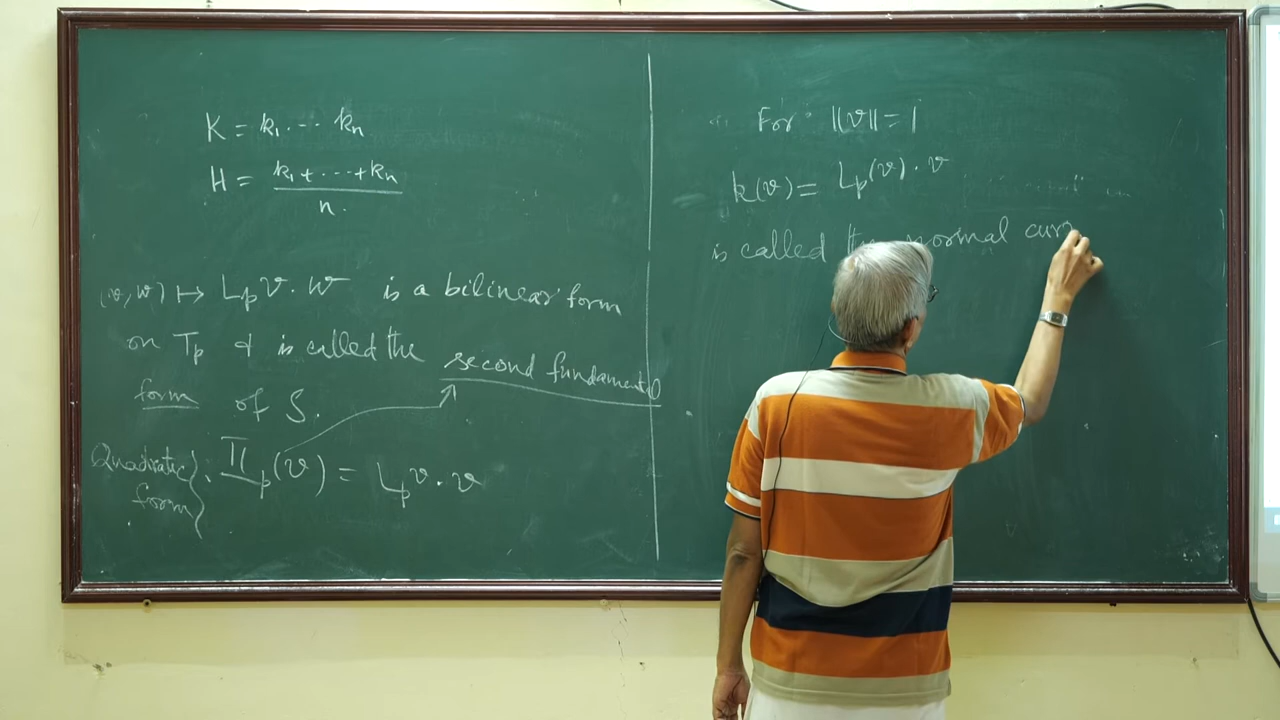 K = k₁ ⋯ kₙ
H = k₁ + ⋯ + kₙ
n.
(v, w) ↦ Lₚv · w is a bilinear form
on Tₚ & is called the second fundamental
form of S.
Quadratic form } : IIₚ(v) = Lₚv · v
For ‖v‖ = 1
k(v) = Lₚ(v) · v
is called the normal curv